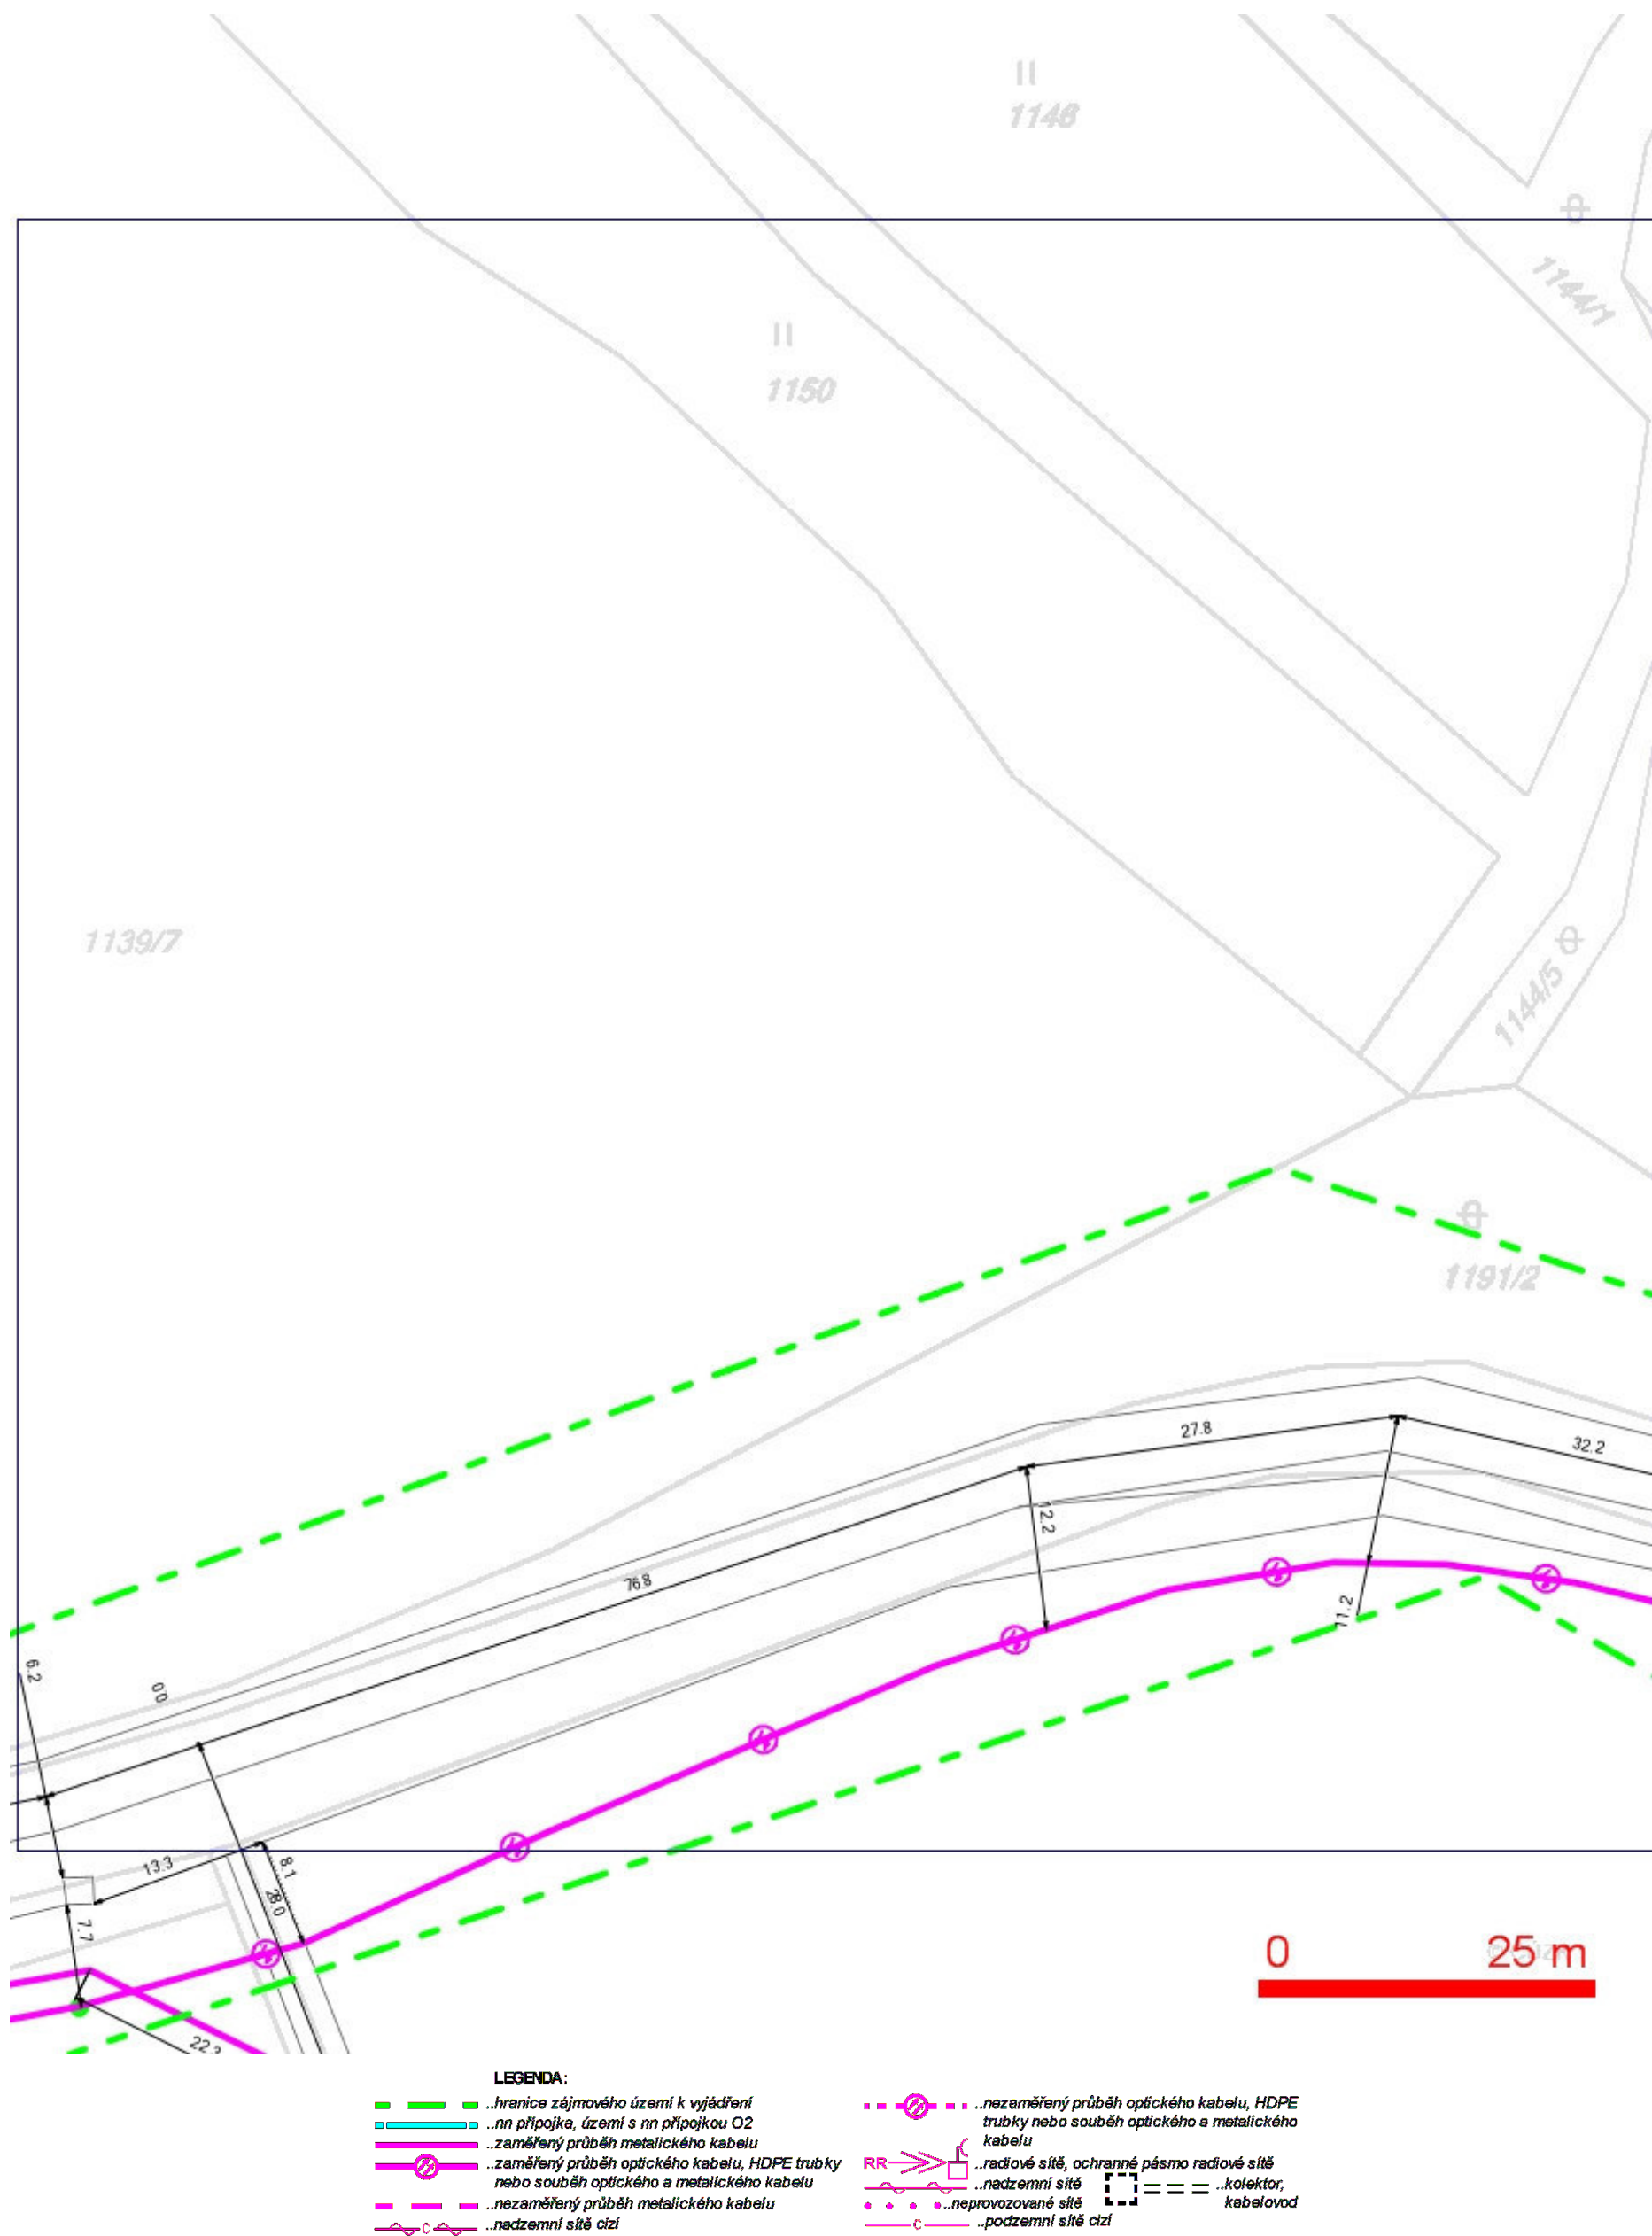 1148
1144/1
1150
1139/7
1144/5
1191/2
27.8
32.2
12.2
76.8
11.2
6.2
0.0
13.3
8.1
28.0
7.7
0 25 m
22.2
LEGENDA:
..hranice zájmového území k vyjádření
..nn přípojka, území s nn přípojkou O2
..zaměřený průběh metalického kabelu
..zaměřený průběh optického kabelu, HDPE trubky
nebo souběh optického a metalického kabelu
..nezaměřený průběh metalického kabelu
C ..nadzemní sítě cizí
..nezaměřený průběh optického kabelu, HDPE
trubky nebo souběh optického a metalického
kabelu
RR ..radiové sítě, ochranné pásmo radiové sítě
..nadzemní sítě ..kolektor,
kabelovod
..neprovozované sítě
C ..podzemní sítě cizí